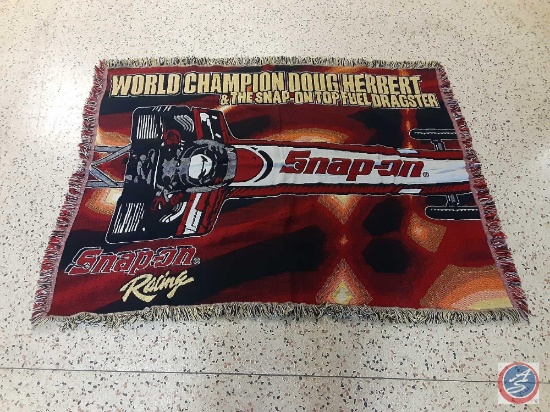 WORLD CHAMPION DOUG HERBERT
& THE SNAP-ON TOP FUEL DRAGSTER
Snap-on®
Snap-on®
Racing